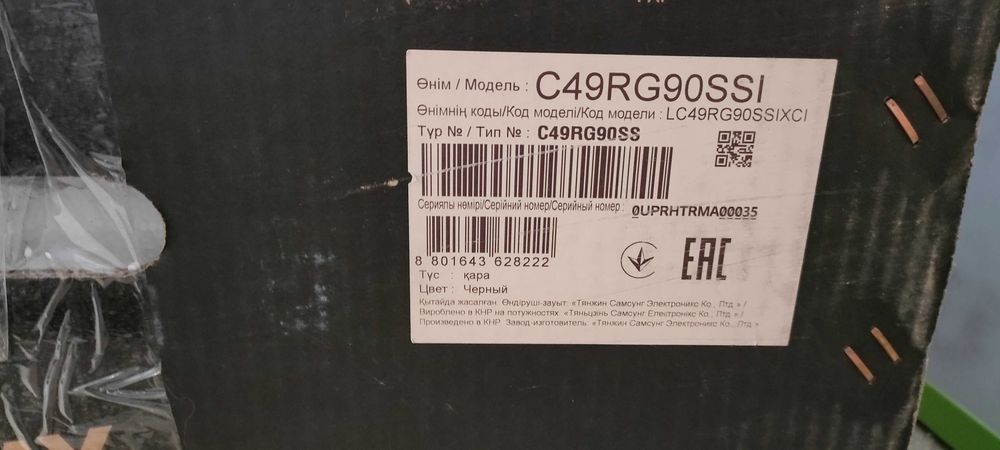 Өнім / Модель : C49RG90SSI
Өнімнің коды/Код моделі/Код модели : LC49RG90SSIXCI
Түр № / Тип № : C49RG90SS
Сериялы нөмірі/Серійний номер/Серийный номер : 0UPRHTRMA00035
8 801643 628222
EAC
Түс : қара
Цвет : Черный
Қытайда жасалған Өндіруші-зауыт: «Тянжин Самсунг Электроникс Ко., Лтд.» /
Вироблено в КНР на потужностях: «Тяньцзінь Самсунг Електронікс Ко., Лтд.» /
Произведено в КНР Завод-изготовитель: «Тянжин Самсунг Электроникс Ко., Лтд.»